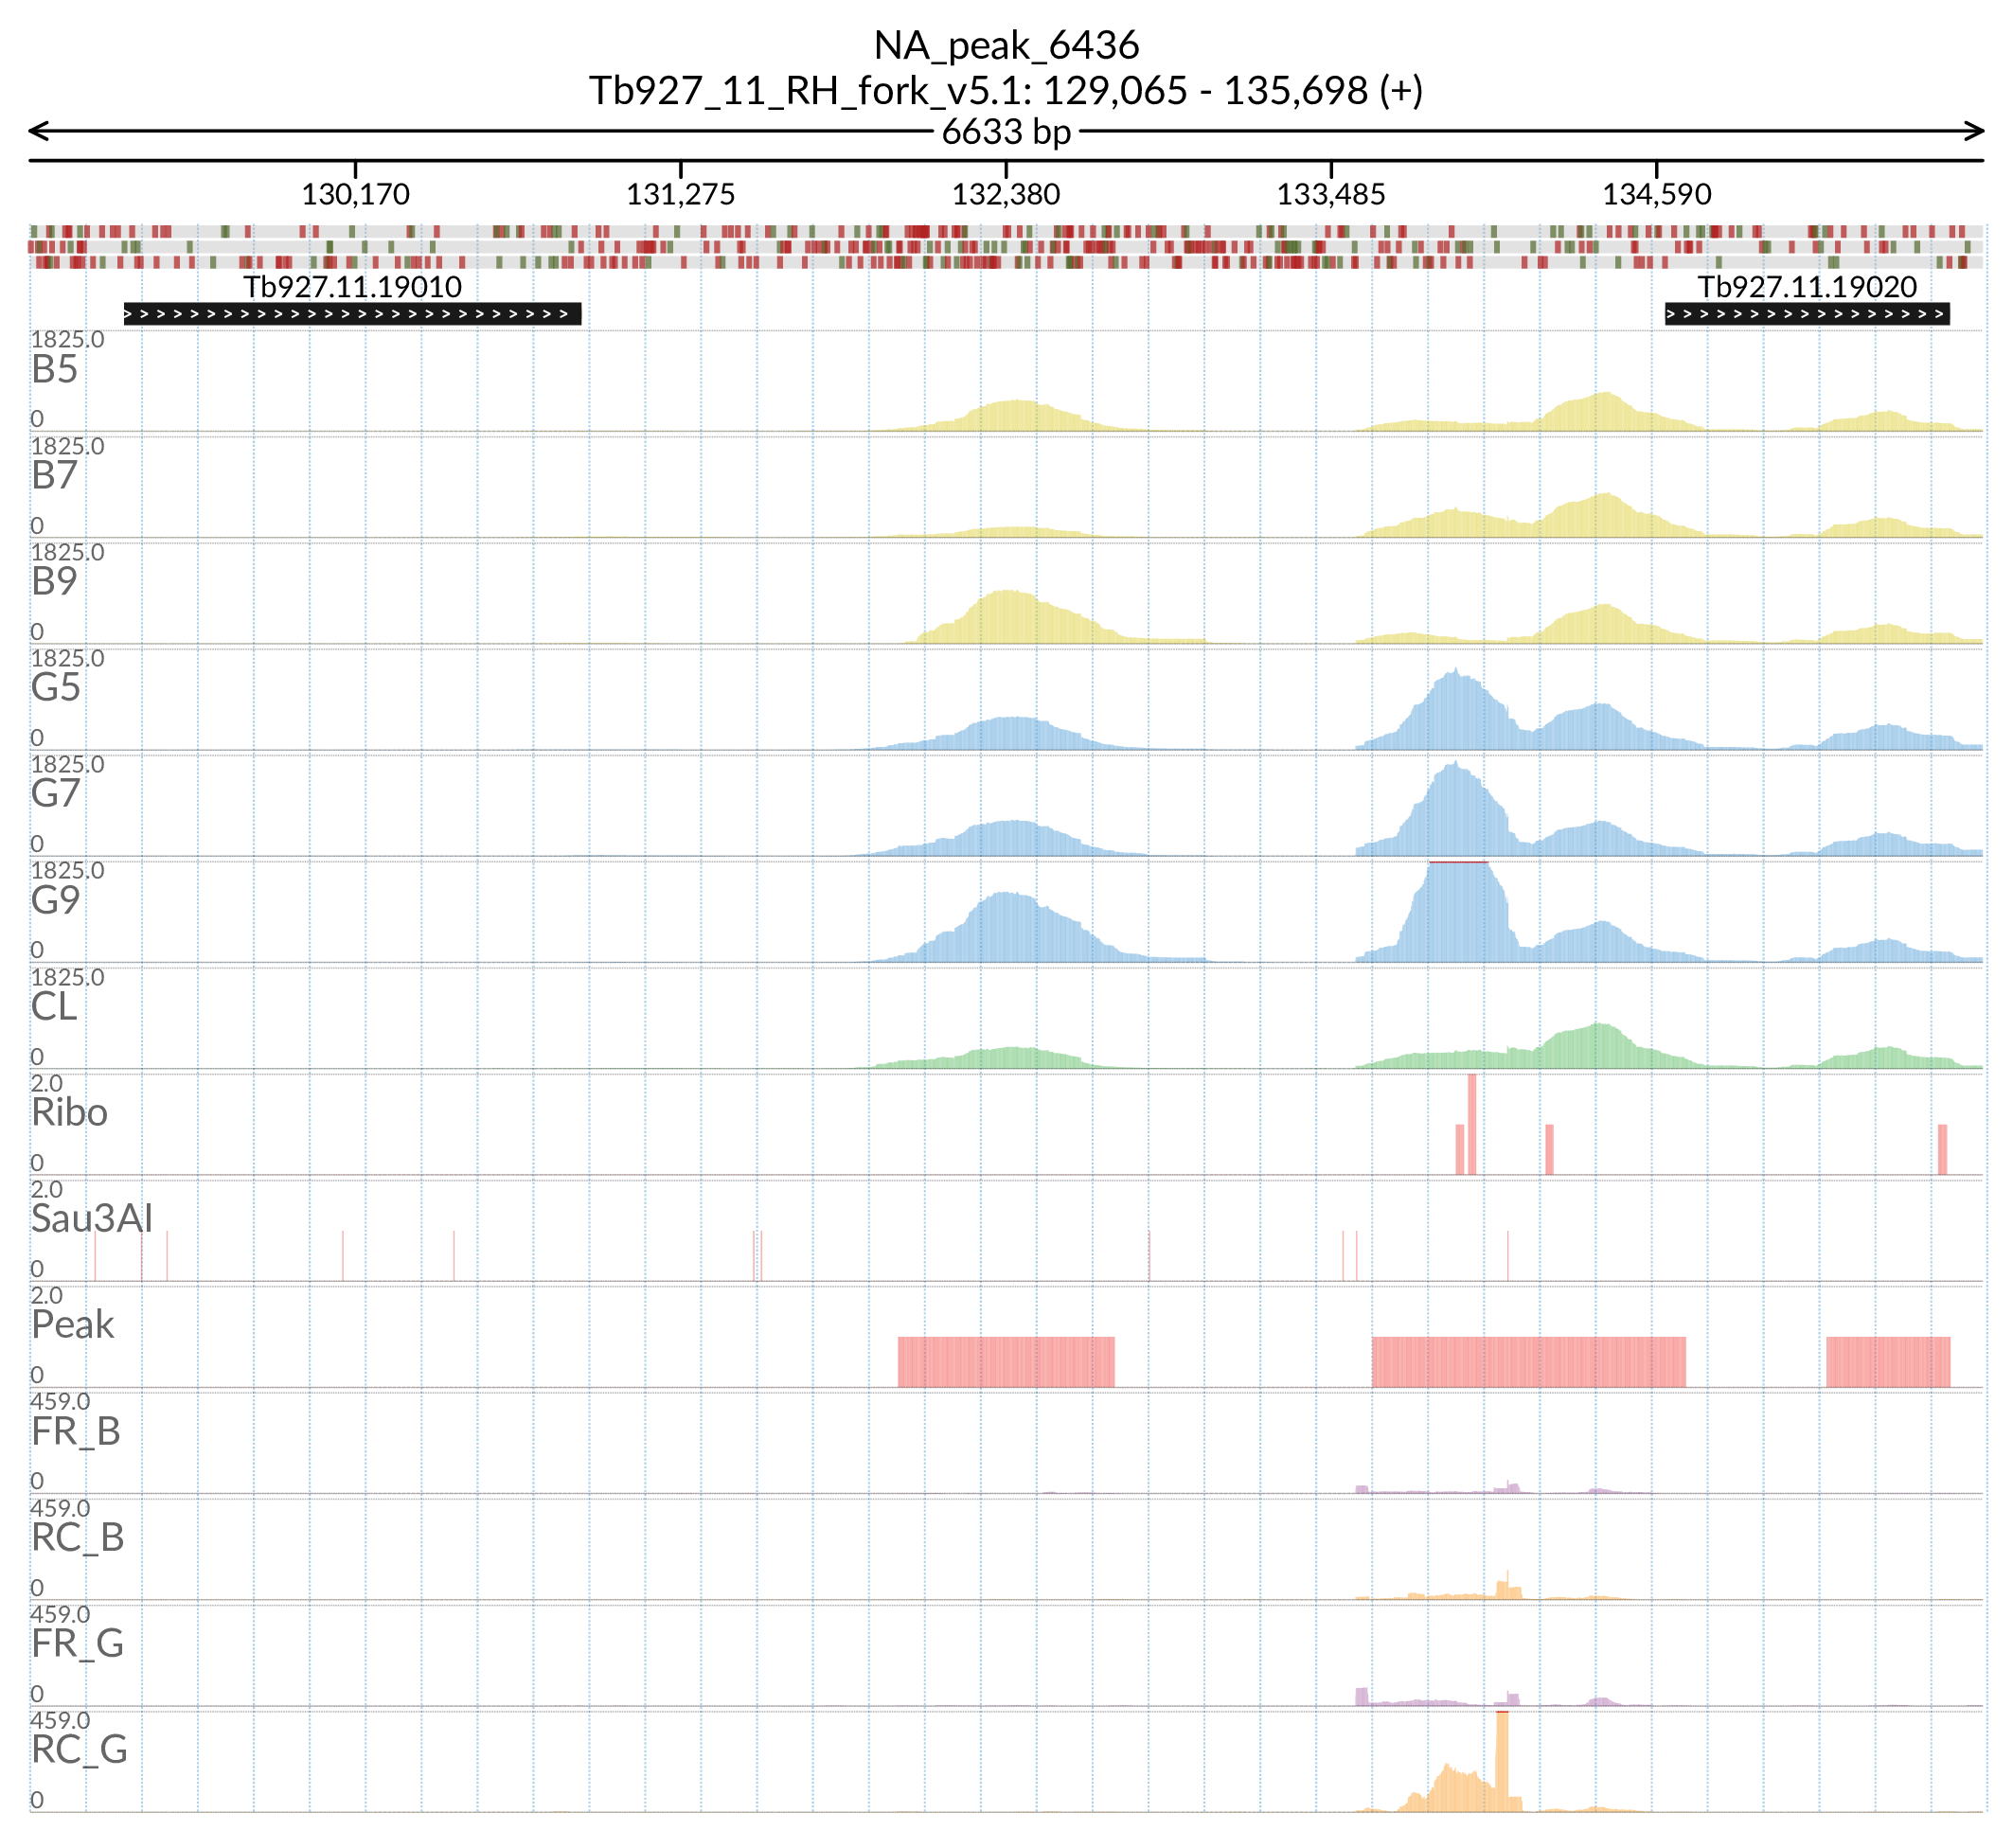 NA_peak_6436
Tb927_11_RH_fork_v5.1: 129,065 - 135,698 (+)
6633 bp
130,170 131,275 132,380 133,485 134,590
Tb927.11.19010 Tb927.11.19020
1825.0
B5
0
1825.0
B7
0
1825.0
B9
0
1825.0
G5
0
1825.0
G7
0
1825.0
G9
0
1825.0
CL
0
2.0
Ribo
0
2.0
Sau3AI
0
2.0
Peak
0
459.0
FR_B
0
459.0
RC_B
0
459.0
FR_G
0
459.0
RC_G
0